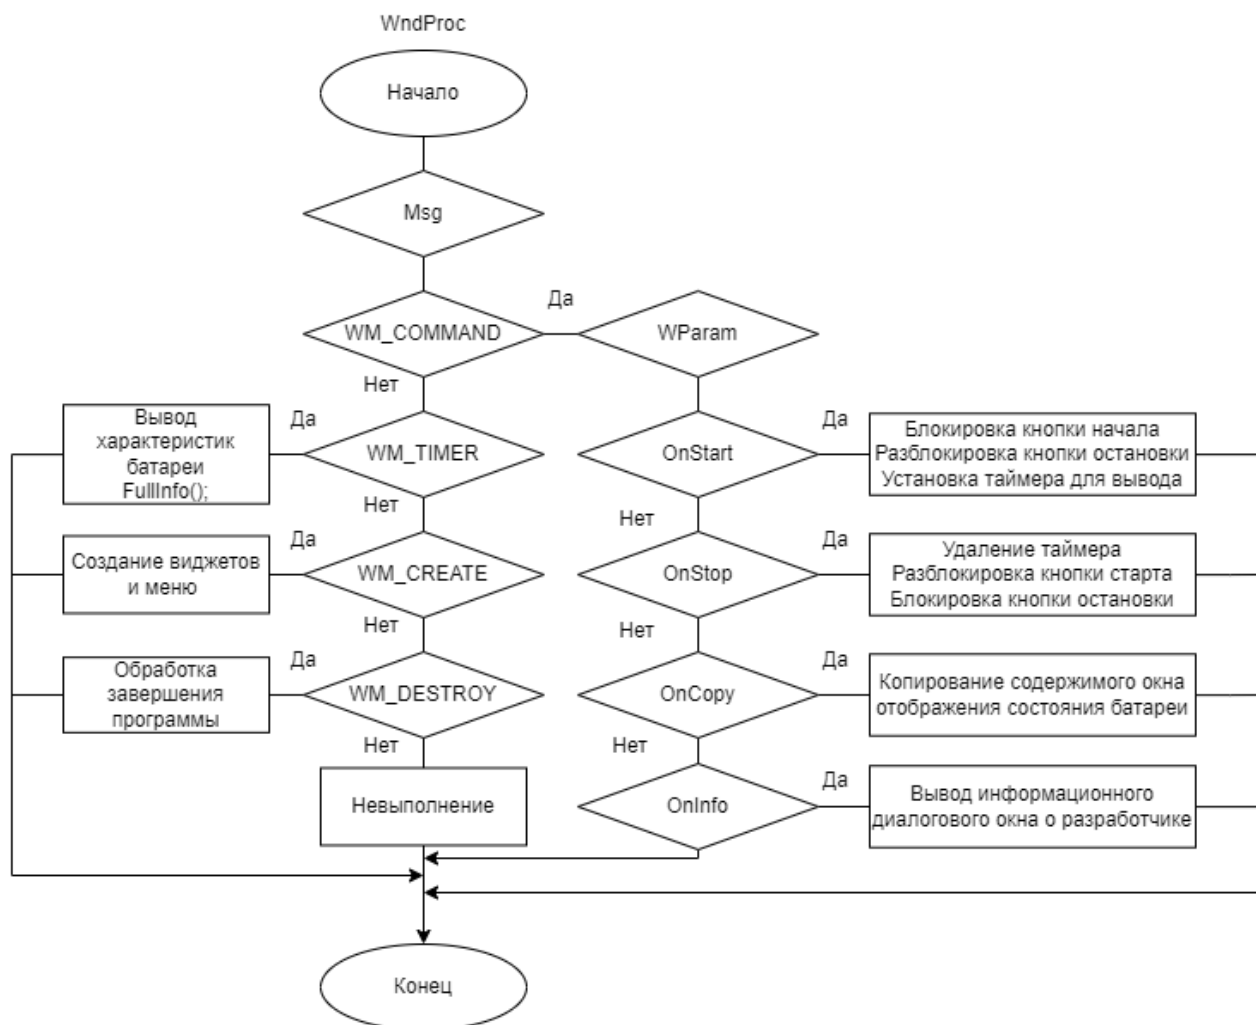 WndProc
Начало
Msg
WM_COMMAND
Да
WParam
Нет
Вывод
характеристик
батареи
FullInfo();
Да
WM_TIMER
OnStart
Да
Блокировка кнопки начала
Разблокировка кнопки остановки
Установка таймера для вывода
Нет
Нет
Создание виджетов
и меню
Да
WM_CREATE
OnStop
Да
Удаление таймера
Разблокировка кнопки старта
Блокировка кнопки остановки
Нет
Нет
Обработка
завершения
программы
Да
WM_DESTROY
OnCopy
Да
Копирование содержимого окна
отображения состояния батареи
Нет
Нет
Невыполнение
OnInfo
Да
Вывод информационного
диалогового окна о разработчике
Конец